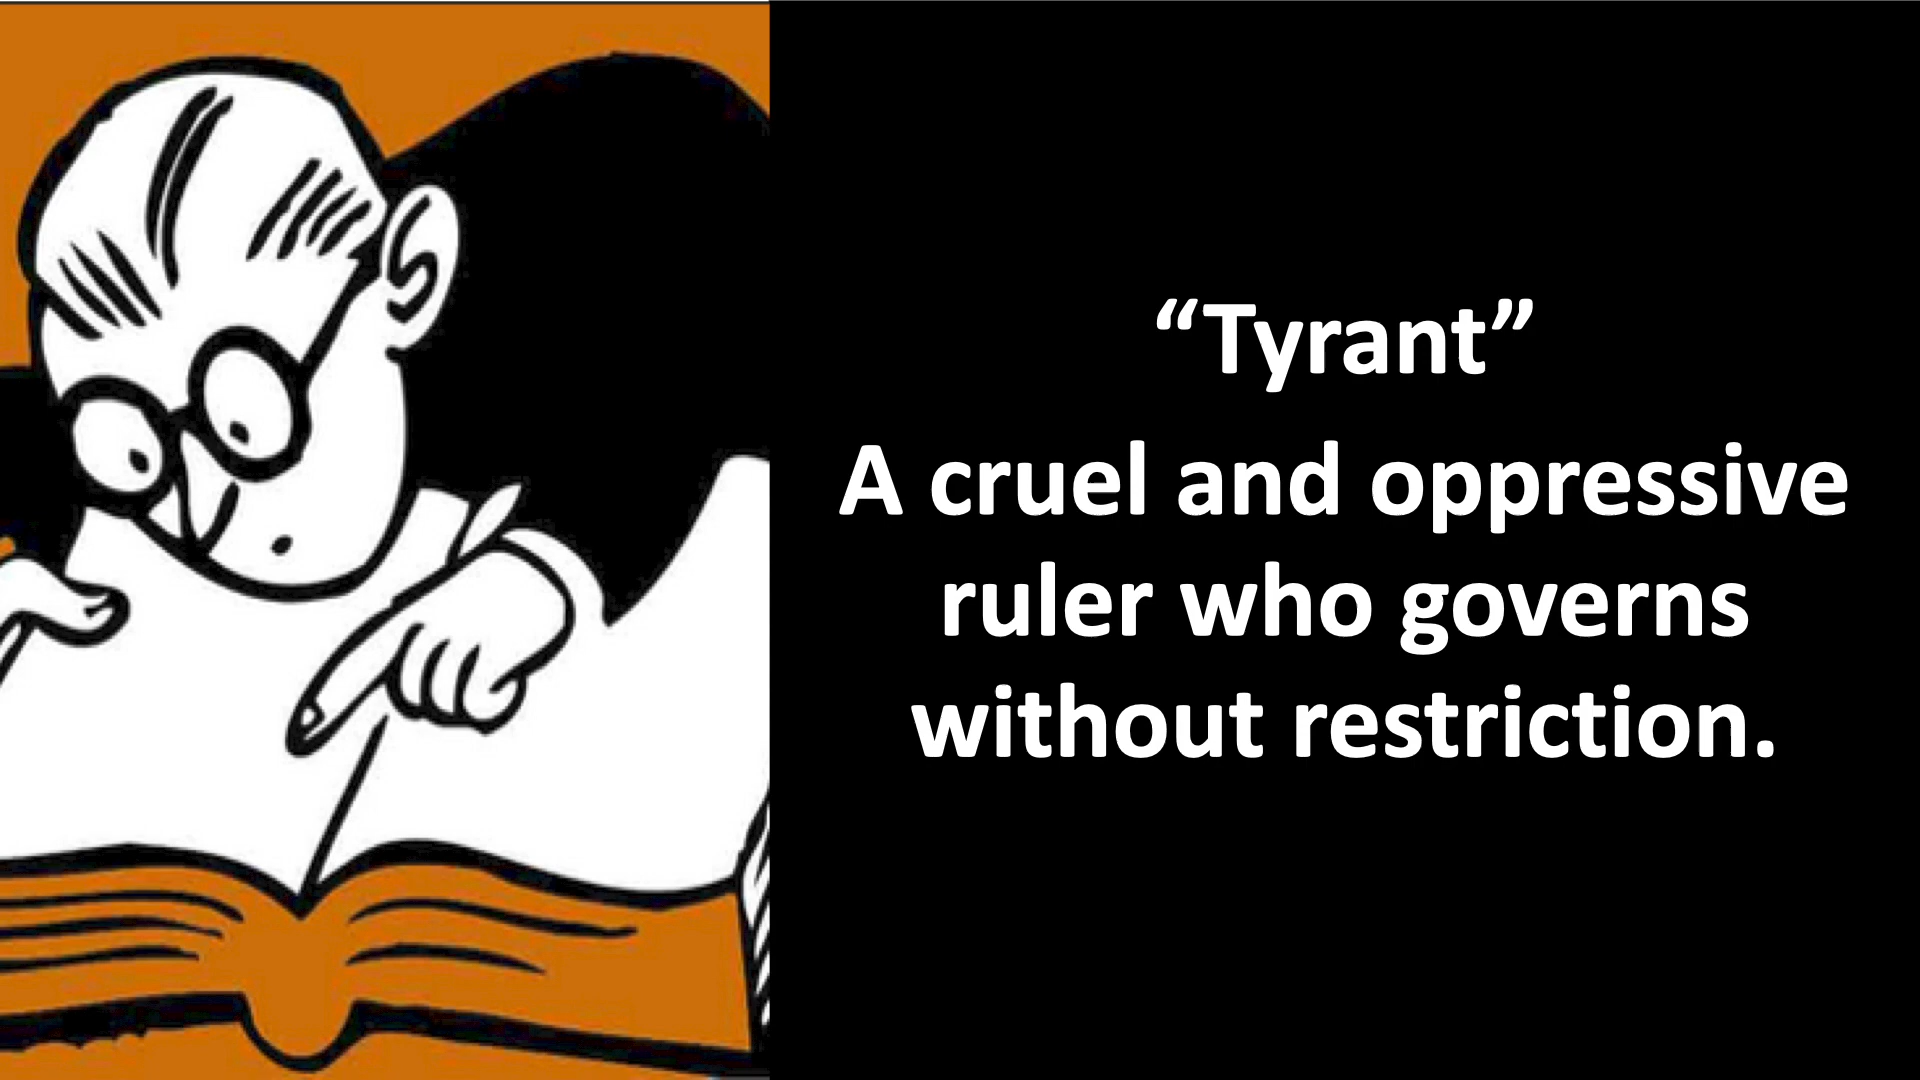 “Tyrant”
A cruel and oppressive
ruler who governs
without restriction.